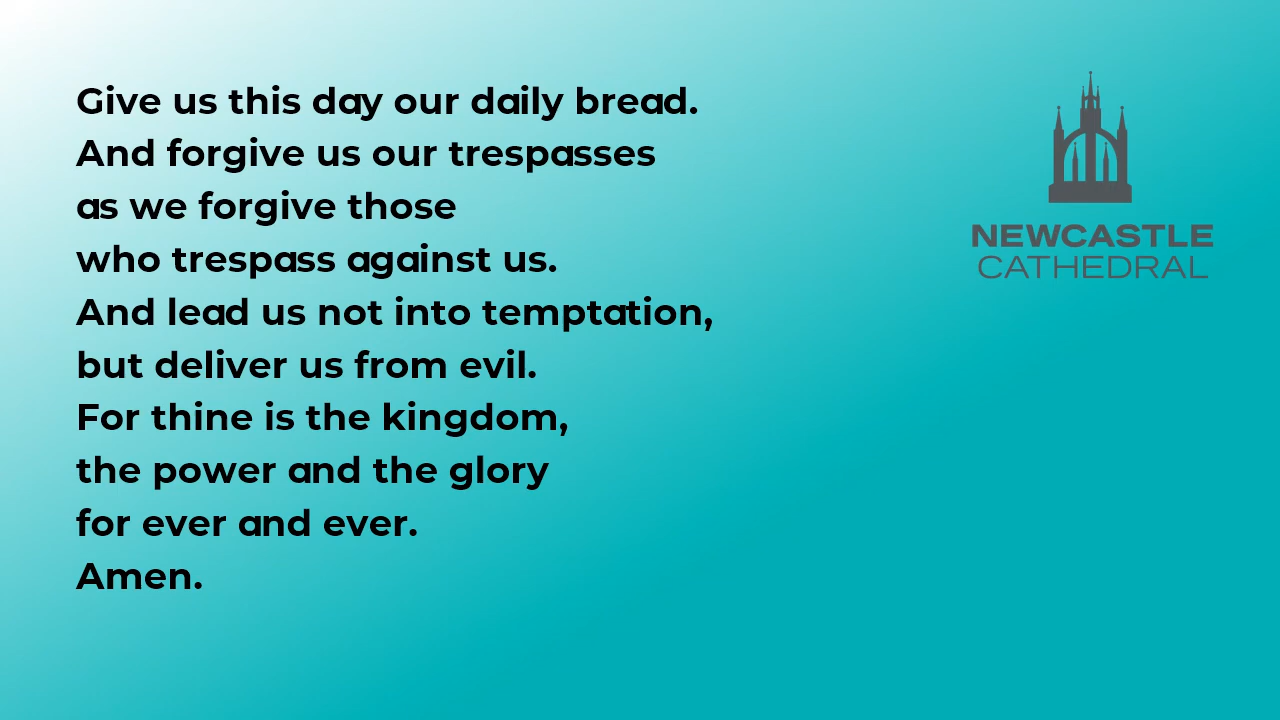 Give us this day our daily bread.
And forgive us our trespasses
as we forgive those
who trespass against us.
And lead us not into temptation,
but deliver us from evil.
For thine is the kingdom,
the power and the glory
for ever and ever.
Amen.
NEWCASTLE
CATHEDRAL